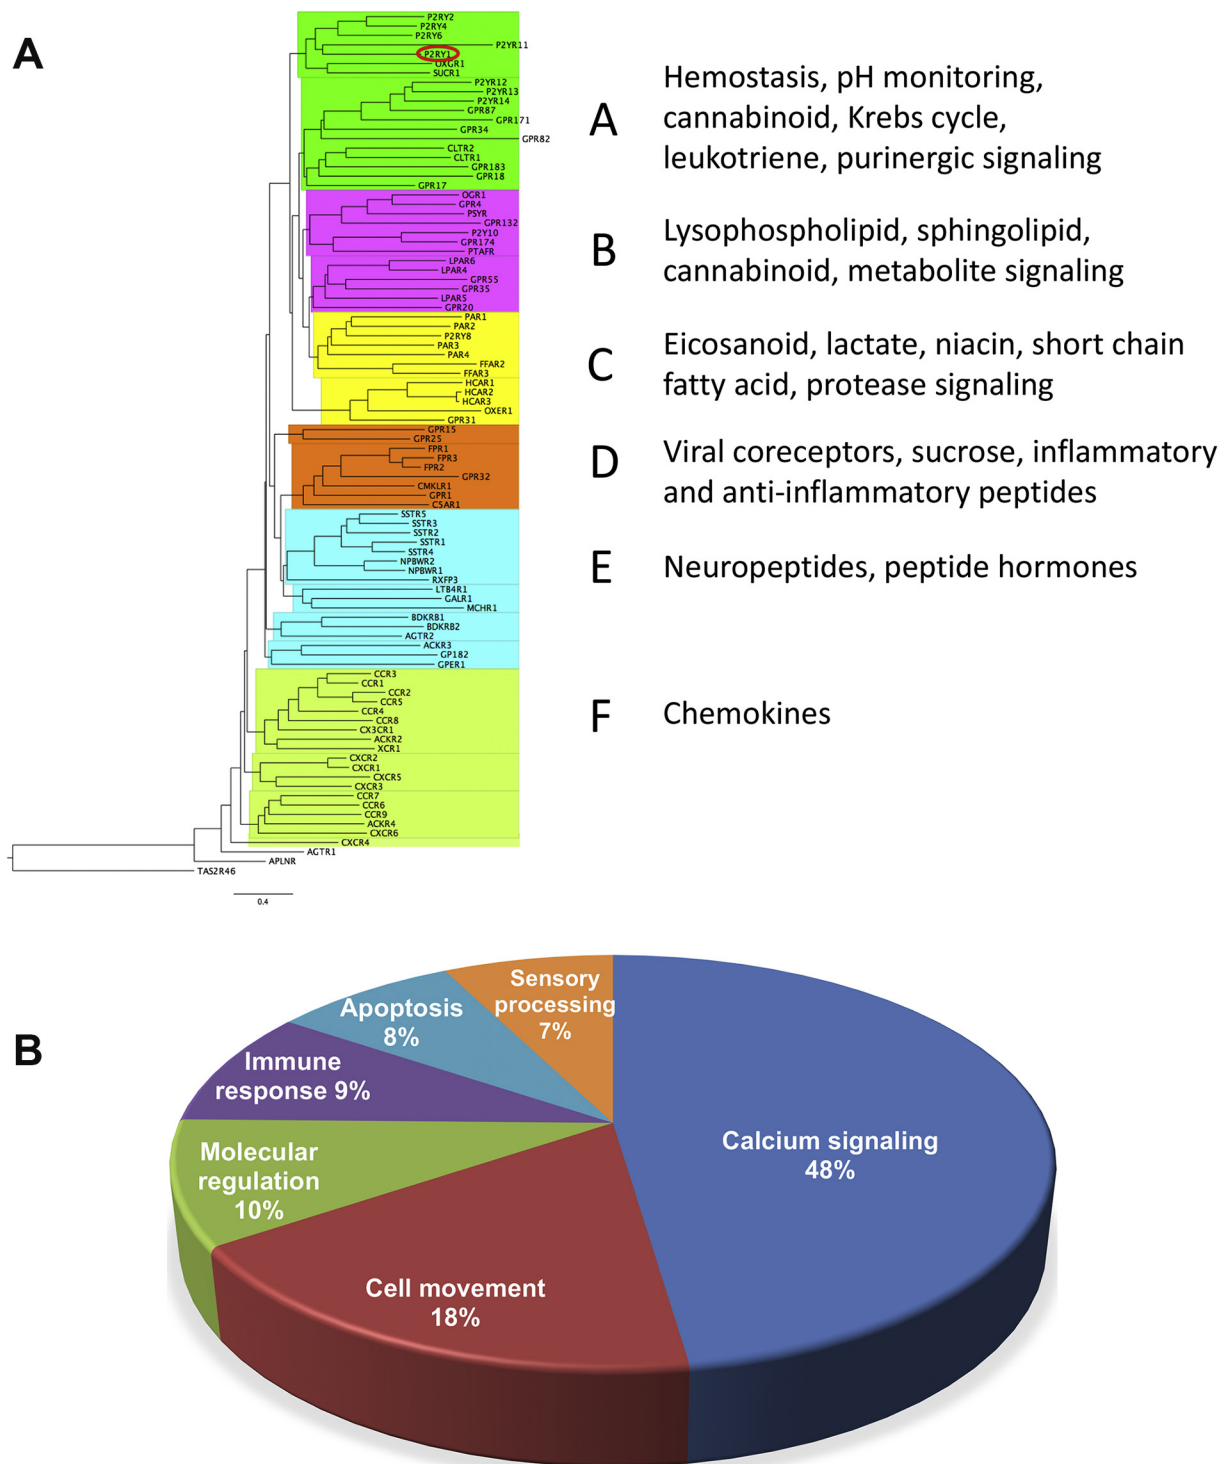 A
P2RY2
P2RY4
P2RY6
P2YR11
P2RY1
OXGR1
SUCR1
P2YR12
P2YR13
P2YR14
GPR87
GPR171
GPR34
GPR82
CLTR2
CLTR1
GPR183
GPR18
GPR17
OGR1
GPR4
PSYR
GPR132
P2Y10
GPR174
PTAFR
LPAR6
LPAR4
GPR55
GPR35
LPAR5
GPR20
PAR1
PAR2
P2RY8
PAR3
PAR4
FFAR2
FFAR3
HCAR1
HCAR2
HCAR3
OXER1
GPR31
GPR15
GPR25
FPR1
FPR3
FPR2
GPR32
CMKLR1
GPR1
C5AR1
SSTR5
SSTR3
SSTR2
SSTR1
SSTR4
NPBWR2
NPBWR1
RXFP3
LTB4R1
GALR1
MCHR1
BDKRB1
BDKRB2
AGTR2
ACKR3
GP182
GPER1
CCR3
CCR1
CCR2
CCR5
CCR4
CCR8
CX3CR1
ACKR2
XCR1
CXCR2
CXCR1
CXCR5
CXCR3
CCR7
CCR6
CCR9
ACKR4
CXCR6
CXCR4
AGTR1
APLNR
TAS2R46
0.4
A
Hemostasis, pH monitoring,
cannabinoid, Krebs cycle,
leukotriene, purinergic signaling
B
Lysophospholipid, sphingolipid,
cannabinoid, metabolite signaling
C
Eicosanoid, lactate, niacin, short chain
fatty acid, protease signaling
D
Viral coreceptors, sucrose, inflammatory
and anti-inflammatory peptides
E
Neuropeptides, peptide hormones
F
Chemokines
B
Sensory
processing
7%
Apoptosis
8%
Immune
response 9%
Molecular
regulation
10%
Cell movement
18%
Calcium signaling
48%